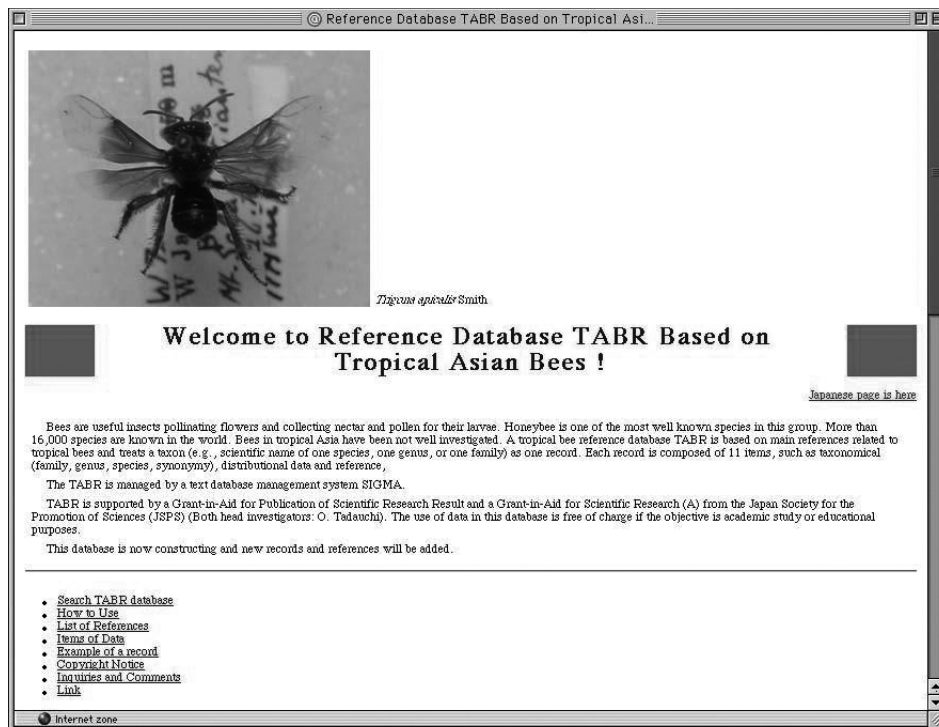 Reference Database TABR Based on Tropical Asi...
Trigona apicalis Smith
Welcome to Reference Database TABR Based on
Tropical Asian Bees !
Japanese page is here
Bees are useful insects pollinating flowers and collecting nectar and pollen for their larvae. Honeybee is one of the most well known species in this group. More than
16,000 species are known in the world. Bees in tropical Asia have been not well investigated. A tropical bee reference database TABR is based on main references related to
tropical bees and treats a taxon (e.g., scientific name of one species, one genus, or one family) as one record. Each record is composed of 11 items, such as taxonomical
(family, genus, species, synonymy), distributional data and reference,
The TABR is managed by a text database management system SIGMA.
TABR is supported by a Grant-in-Aid for Publication of Scientific Research Result and a Grant-in-Aid for Scientific Research (A) from the Japan Society for the
Promotion of Sciences (JSPS) (Both head investigators: O. Tadauchi). The use of data in this database is free of charge if the objective is academic study or educational
purposes.
This database is now constructing and new records and references will be added.
• Search TABR database
• How to Use
• List of References
• Items of Data
• Example of a record
• Copyright Notice
• Inquiries and Comments
• Link
Internet zone